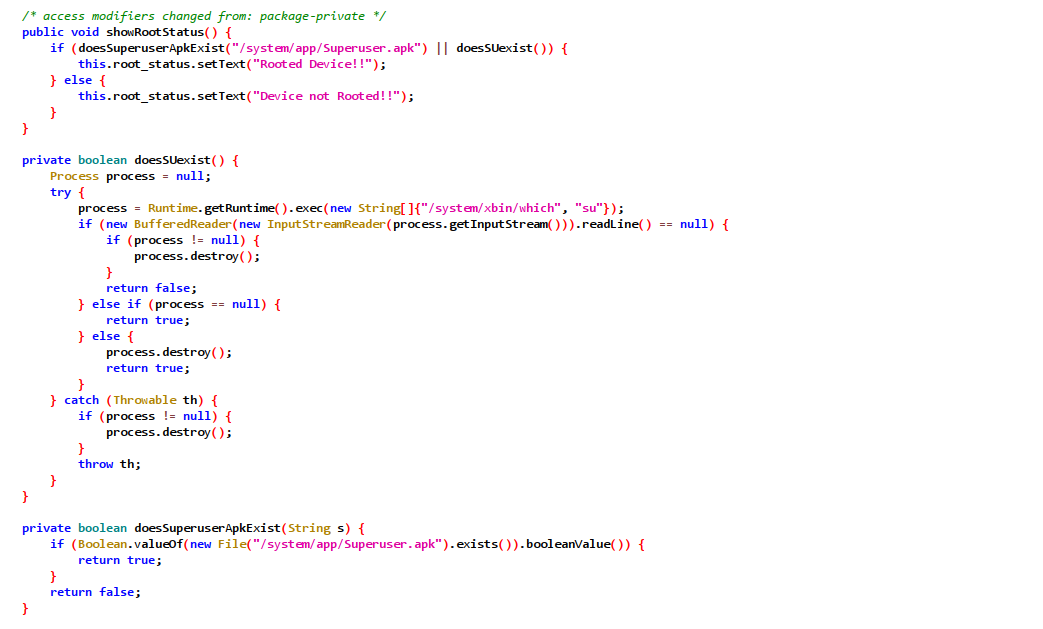 /* access modifiers changed from: package-private */
public void showRootStatus() {
    if (doesSuperuserApkExist("/system/app/Superuser.apk") || doesSUexist()) {
        this.root_status.setText("Rooted Device!!");
    } else {
        this.root_status.setText("Device not Rooted!!");
    }
}

private boolean doesSUexist() {
    Process process = null;
    try {
        process = Runtime.getRuntime().exec(new String[]{"/system/xbin/which", "su"});
        if (new BufferedReader(new InputStreamReader(process.getInputStream())).readLine() == null) {
            if (process != null) {
                process.destroy();
            }
            return false;
        } else if (process == null) {
            return true;
        } else {
            process.destroy();
            return true;
        }
    } catch (Throwable th) {
        if (process != null) {
            process.destroy();
        }
        throw th;
    }
}

private boolean doesSuperuserApkExist(String s) {
    if (Boolean.valueOf(new File("/system/app/Superuser.apk").exists()).booleanValue()) {
        return true;
    }
    return false;
}